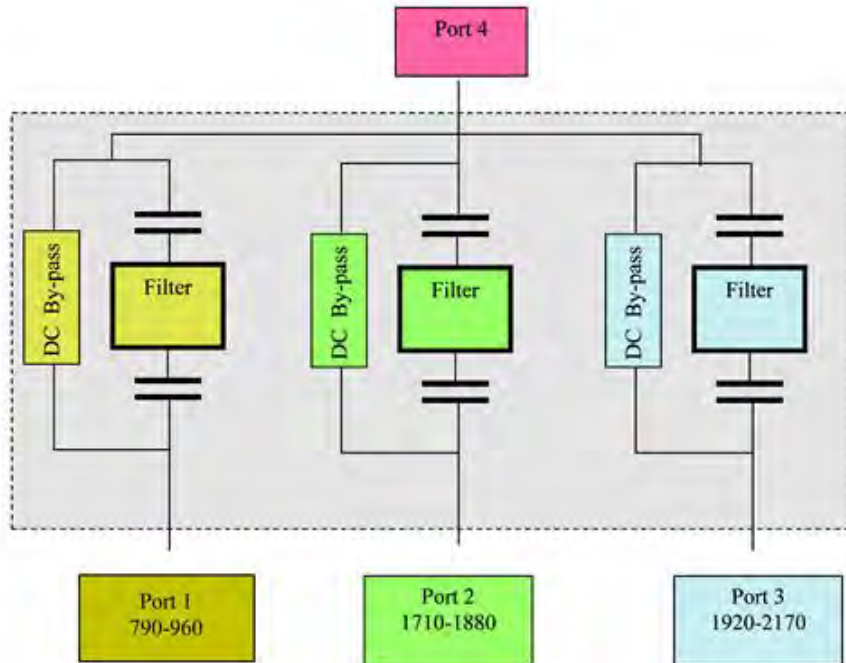 Port 4
DC By-pass
Filter
DC By-pass
Filter
DC By-pass
Filter
Port 1
790-960
Port 2
1710-1880
Port 3
1920-2170